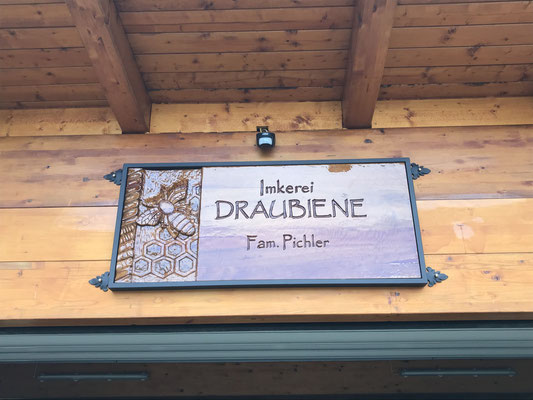 Imkerei
DRAUBIENE
Fam. Pichler